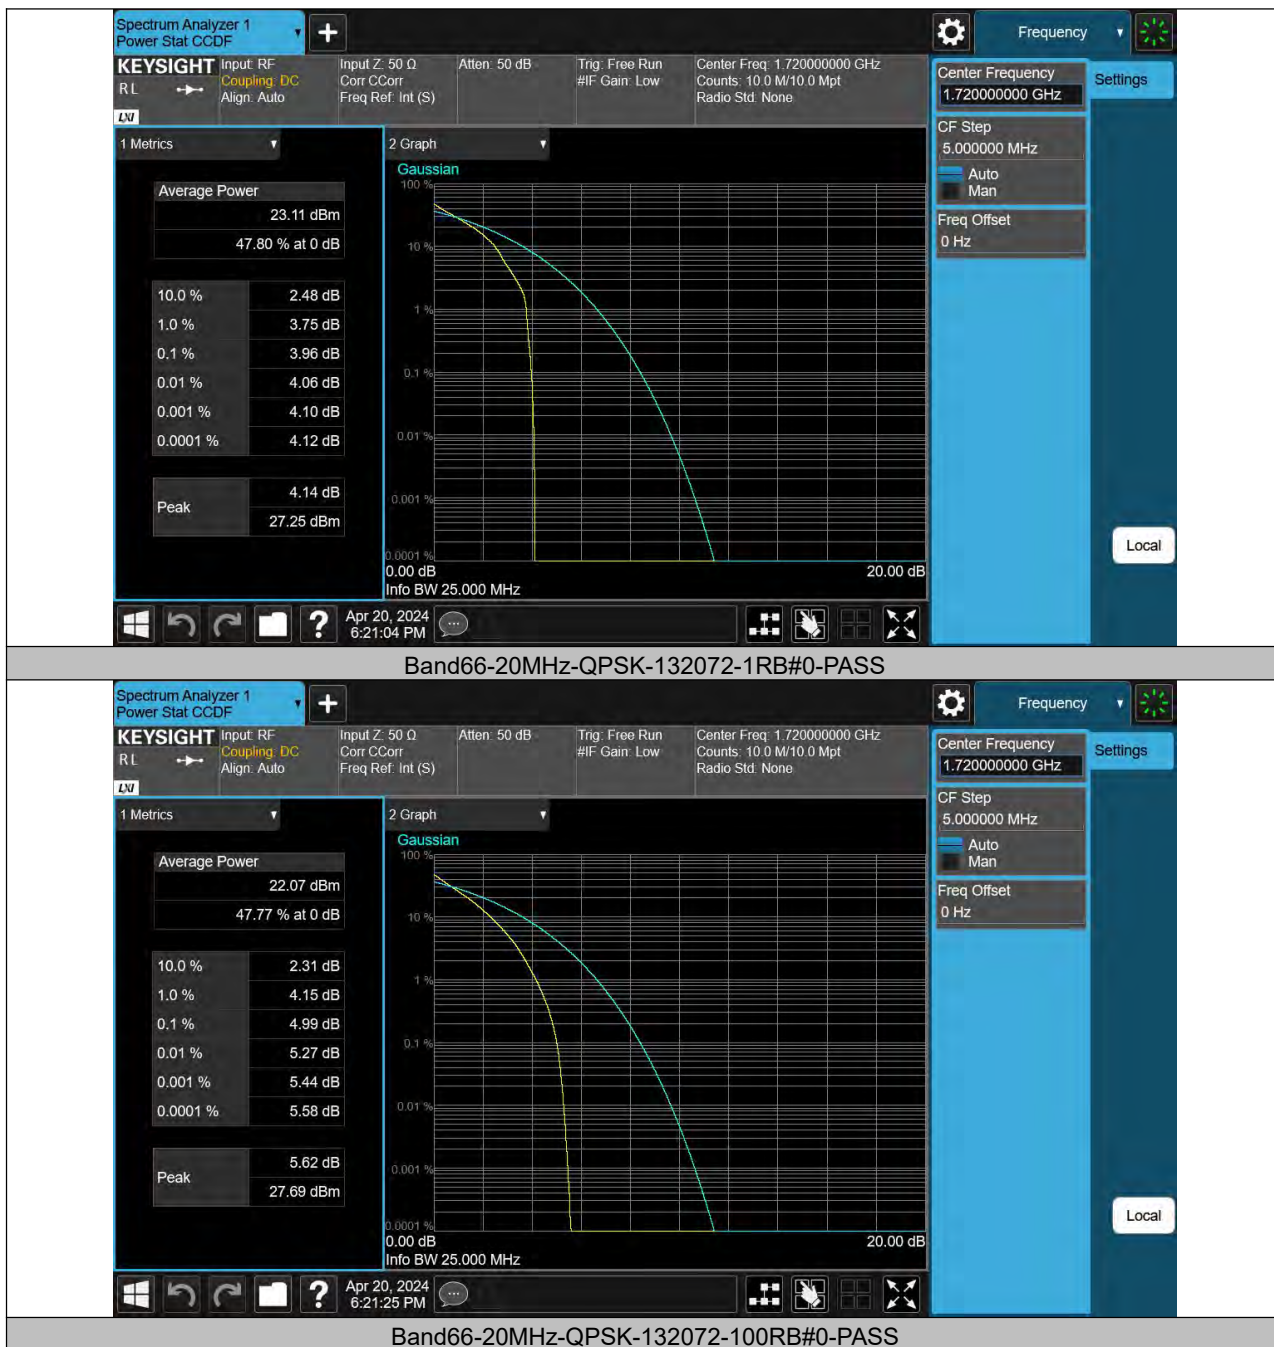 Spectrum Analyzer 1
Power Stat CCDF
Frequency
KEYSIGHT
RL
LXI
Input: RF
Coupling: DC
Align: Auto
Input Z: 50 Ω
Corr CCorr
Freq Ref: Int (S)
Atten: 50 dB
Trig: Free Run
#IF Gain: Low
Center Freq: 1.720000000 GHz
Counts: 10.0 M/10.0 Mpt
Radio Std: None
Center Frequency
1.720000000 GHz
Settings
CF Step
5.000000 MHz
Auto
Man
Freq Offset
0 Hz
Local
1 Metrics
Average Power
23.11 dBm
47.80 % at 0 dB
10.0 % 2.48 dB
1.0 % 3.75 dB
0.1 % 3.96 dB
0.01 % 4.06 dB
0.001 % 4.10 dB
0.0001 % 4.12 dB
Peak
4.14 dB
27.25 dBm
2 Graph
Gaussian
100 %
10 %
1 %
0.1 %
0.01 %
0.001 %
0.0001 %
0.00 dB 20.00 dB
Info BW 25.000 MHz
?
Apr 20, 2024
6:21:04 PM
Band66-20MHz-QPSK-132072-1RB#0-PASS
Spectrum Analyzer 1
Power Stat CCDF
Frequency
KEYSIGHT
RL
LXI
Input: RF
Coupling: DC
Align: Auto
Input Z: 50 Ω
Corr CCorr
Freq Ref: Int (S)
Atten: 50 dB
Trig: Free Run
#IF Gain: Low
Center Freq: 1.720000000 GHz
Counts: 10.0 M/10.0 Mpt
Radio Std: None
Center Frequency
1.720000000 GHz
Settings
CF Step
5.000000 MHz
Auto
Man
Freq Offset
0 Hz
Local
1 Metrics
Average Power
22.07 dBm
47.77 % at 0 dB
10.0 % 2.31 dB
1.0 % 4.15 dB
0.1 % 4.99 dB
0.01 % 5.27 dB
0.001 % 5.44 dB
0.0001 % 5.58 dB
Peak
5.62 dB
27.69 dBm
2 Graph
Gaussian
100 %
10 %
1 %
0.1 %
0.01 %
0.001 %
0.0001 %
0.00 dB 20.00 dB
Info BW 25.000 MHz
?
Apr 20, 2024
6:21:25 PM
Band66-20MHz-QPSK-132072-100RB#0-PASS